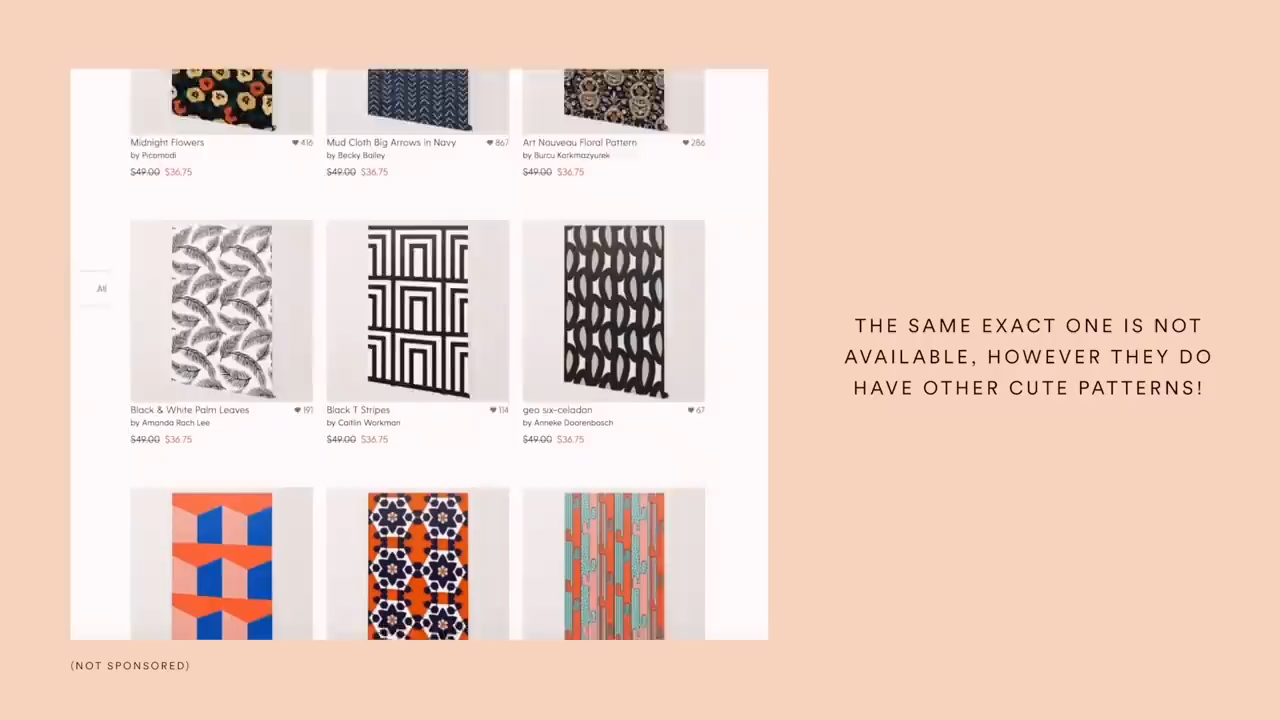 Midnight Flowers ♥ 416
by Picomodi
$49.00 $36.75
Mud Cloth Big Arrows in Navy ♥ 867
by Becky Bailey
$49.00 $36.75
Art Nouveau Floral Pattern ♥ 286
by Burcu Korkmazyurek
$49.00 $36.75
All
Black & White Palm Leaves ♥ 191
by Amanda Rach Lee
$49.00 $36.75
Black T Stripes ♥ 114
by Caitlin Workman
$49.00 $36.75
geo six-celadon ♥ 67
by Anneke Doorenbosch
$49.00 $36.75
THE SAME EXACT ONE IS NOT
AVAILABLE, HOWEVER THEY DO
HAVE OTHER CUTE PATTERNS!
(NOT SPONSORED)